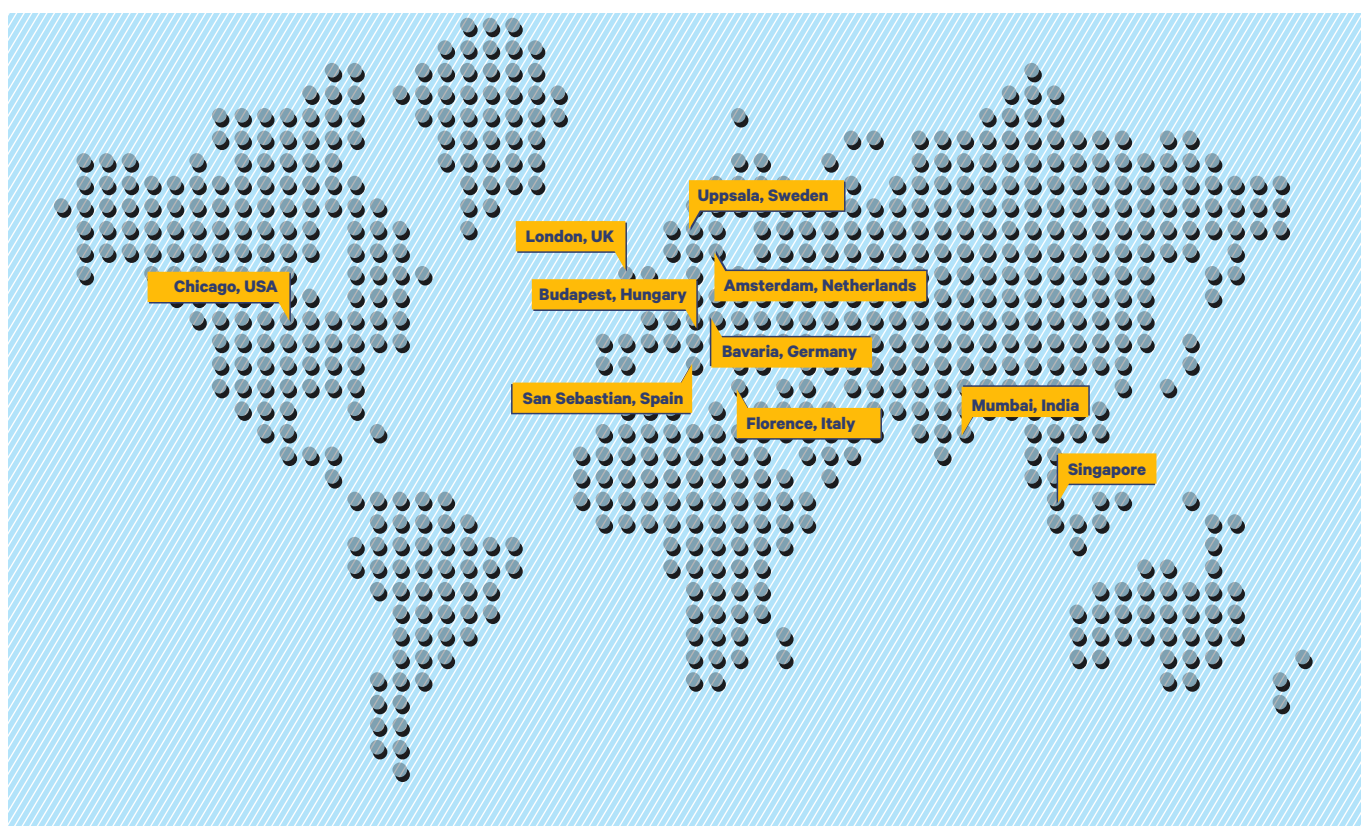 Uppsala, Sweden
London, UK
Chicago, USA
Amsterdam, Netherlands
Budapest, Hungary
Bavaria, Germany
San Sebastian, Spain
Mumbai, India
Florence, Italy
Singapore